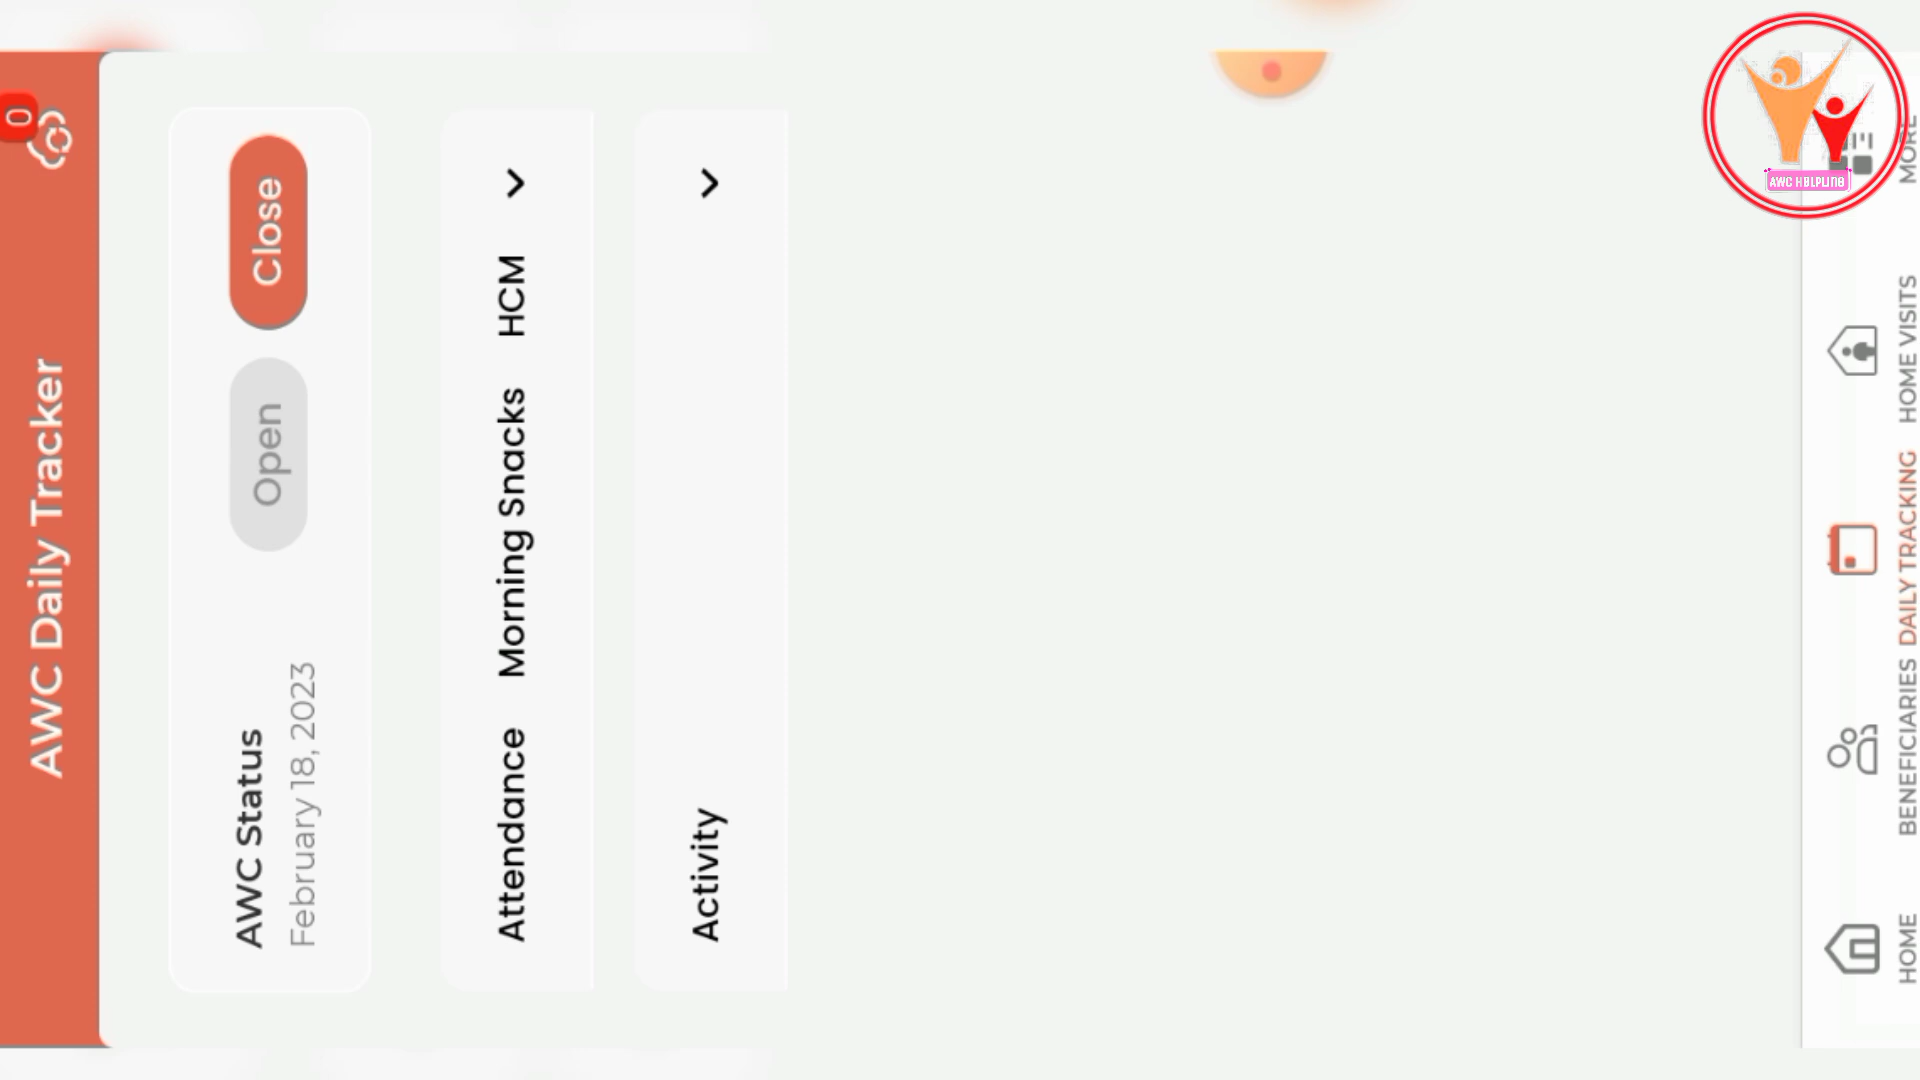 AWC Daily Tracker
0
AWC Status
February 18, 2023
Open
Close
Attendance Morning Snacks HCM
Activity
HOME
BENEFICIARIES
DAILY TRACKING
HOME VISITS
MORE
AWC HELPLINE